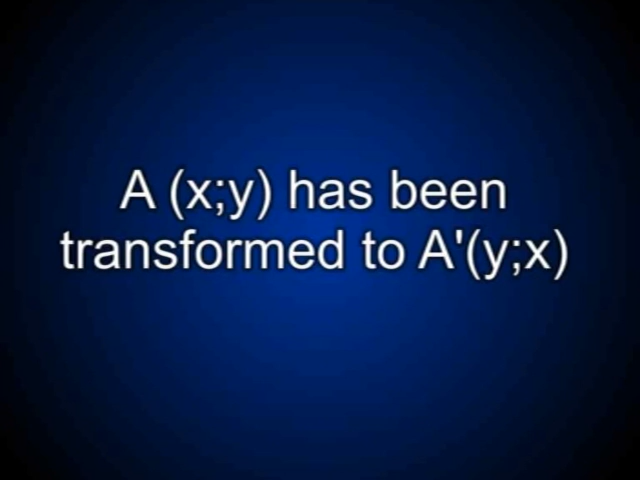 A (x;y) has been
transformed to A'(y;x)